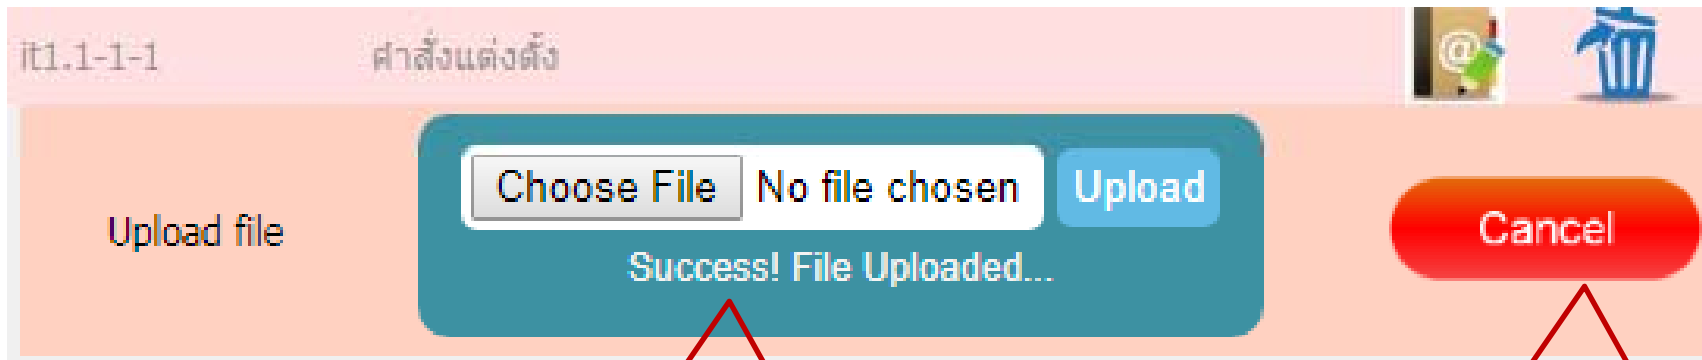 it1.1-1-1 คำสั่งแต่งตั้ง
Choose File No file chosen Upload
Upload file
Cancel
Success! File Uploaded...